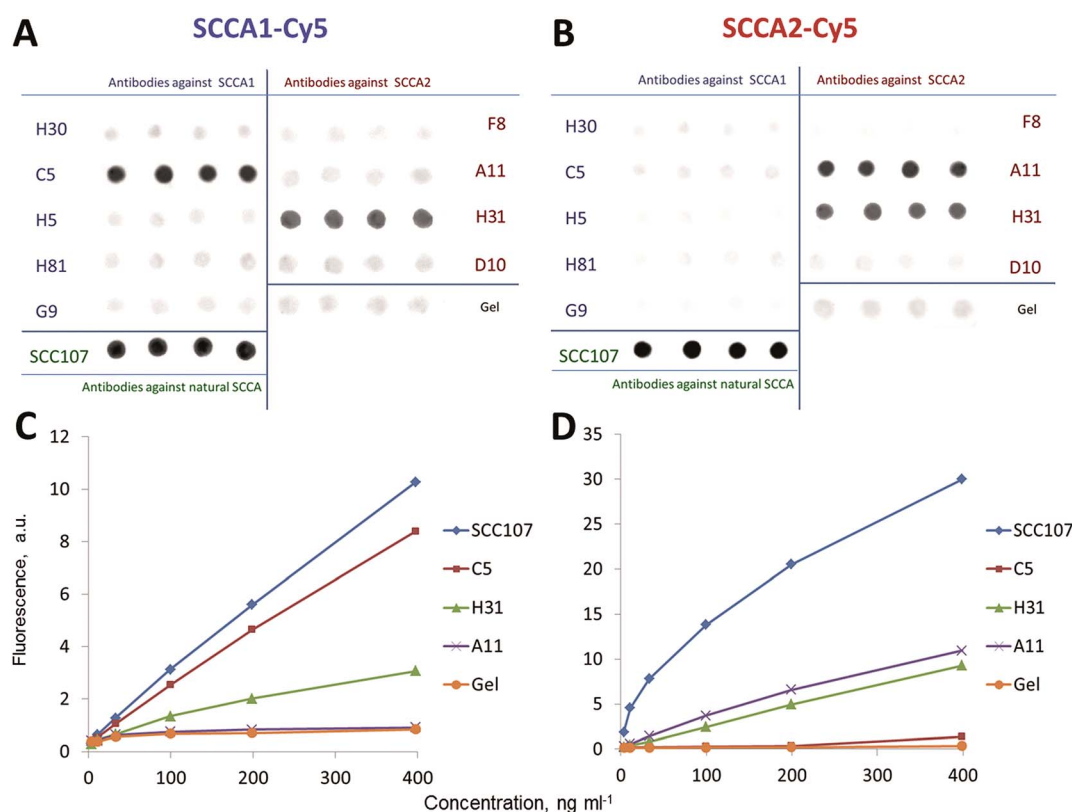 A SCCA1-Cy5
Antibodies against SCCA1 Antibodies against SCCA2
H30 F8
C5 A11
H5 H31
H81 D10
G9 Gel
SCC107
Antibodies against natural SCCA
B SCCA2-Cy5
Antibodies against SCCA1 Antibodies against SCCA2
H30 F8
C5 A11
H5 H31
H81 D10
G9 Gel
SCC107
Antibodies against natural SCCA
C
Fluorescence, a.u.
12
10
8
6
4
2
0
0 100 200 300 400
SCC107
C5
H31
A11
Gel
D
35
30
25
20
15
10
5
0
0 100 200 300 400
SCC107
C5
H31
A11
Gel
Concentration, ng ml-1